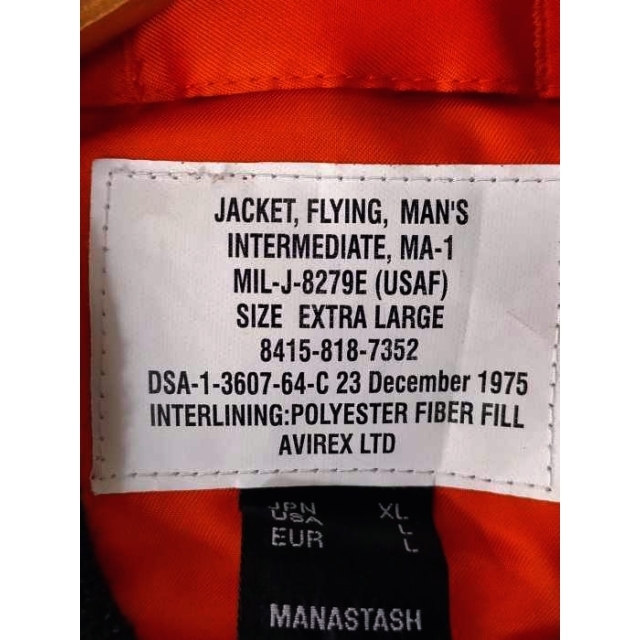 JACKET, FLYING, MAN'S
INTERMEDIATE, MA-1
MIL-J-8279E (USAF)
SIZE EXTRA LARGE
8415-818-7352
DSA-1-3607-64-C 23 December 1975
INTERLINING:POLYESTER FIBER FILL
AVIREX LTD
JPN XL
USA L
EUR L
MANASTASH